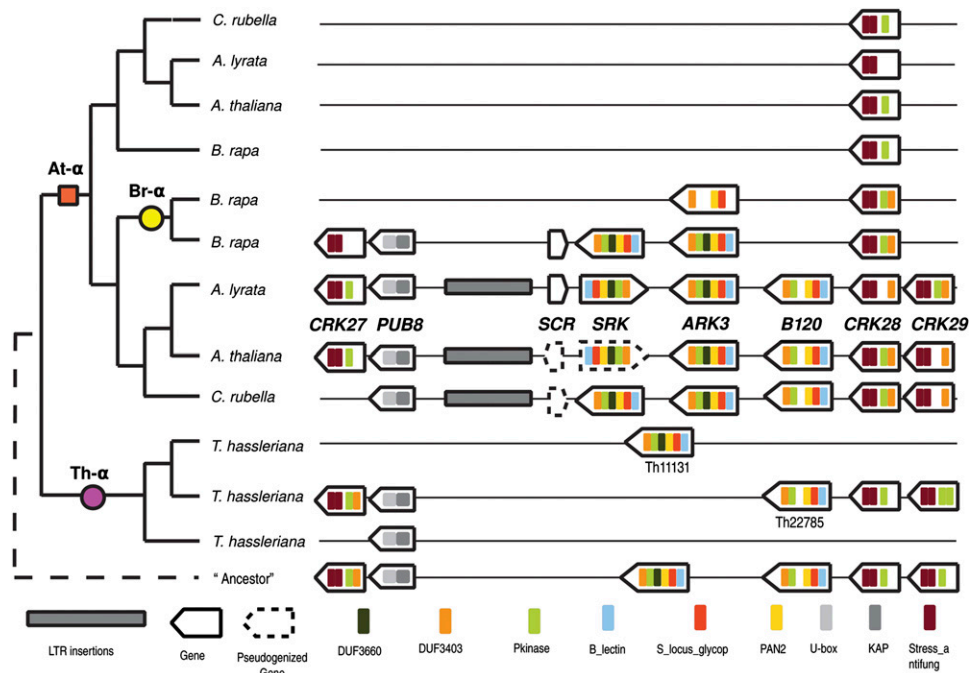 C. rubella
A. lyrata
A. thaliana
B. rapa
At-α
Br-α
B. rapa
B. rapa
A. lyrata
CRK27 PUB8 SCR SRK ARK3 B120 CRK28 CRK29
A. thaliana
C. rubella
T. hassleriana
Th11131
Th-α
T. hassleriana
Th22785
T. hassleriana
" Ancestor"
LTR insertions
Gene
Pseudogenized
Gene
DUF3660
DUF3403
Pkinase
B_lectin
S_locus_glycop
PAN2
U-box
KAP
Stress_a
ntifung